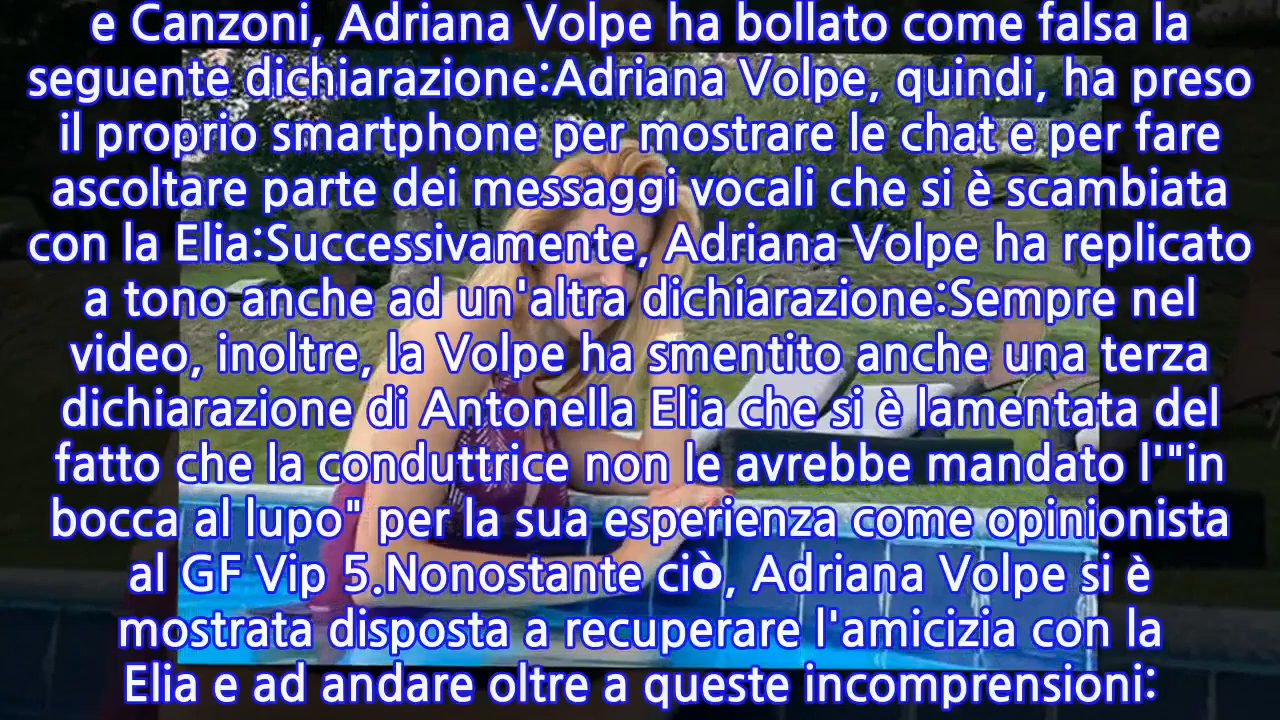 e Canzoni, Adriana Volpe ha bollato come falsa la
seguente dichiarazione:Adriana Volpe, quindi, ha preso
il proprio smartphone per mostrare le chat e per fare
ascoltare parte dei messaggi vocali che si è scambiata
con la Elia:Successivamente, Adriana Volpe ha replicato
a tono anche ad un'altra dichiarazione:Sempre nel
video, inoltre, la Volpe ha smentito anche una terza
dichiarazione di Antonella Elia che si è lamentata del
fatto che la conduttrice non le avrebbe mandato l'"in
bocca al lupo" per la sua esperienza come opinionista
al GF Vip 5.Nonostante ciò, Adriana Volpe si è
mostrata disposta a recuperare l'amicizia con la
Elia e ad andare oltre a queste incomprensioni: